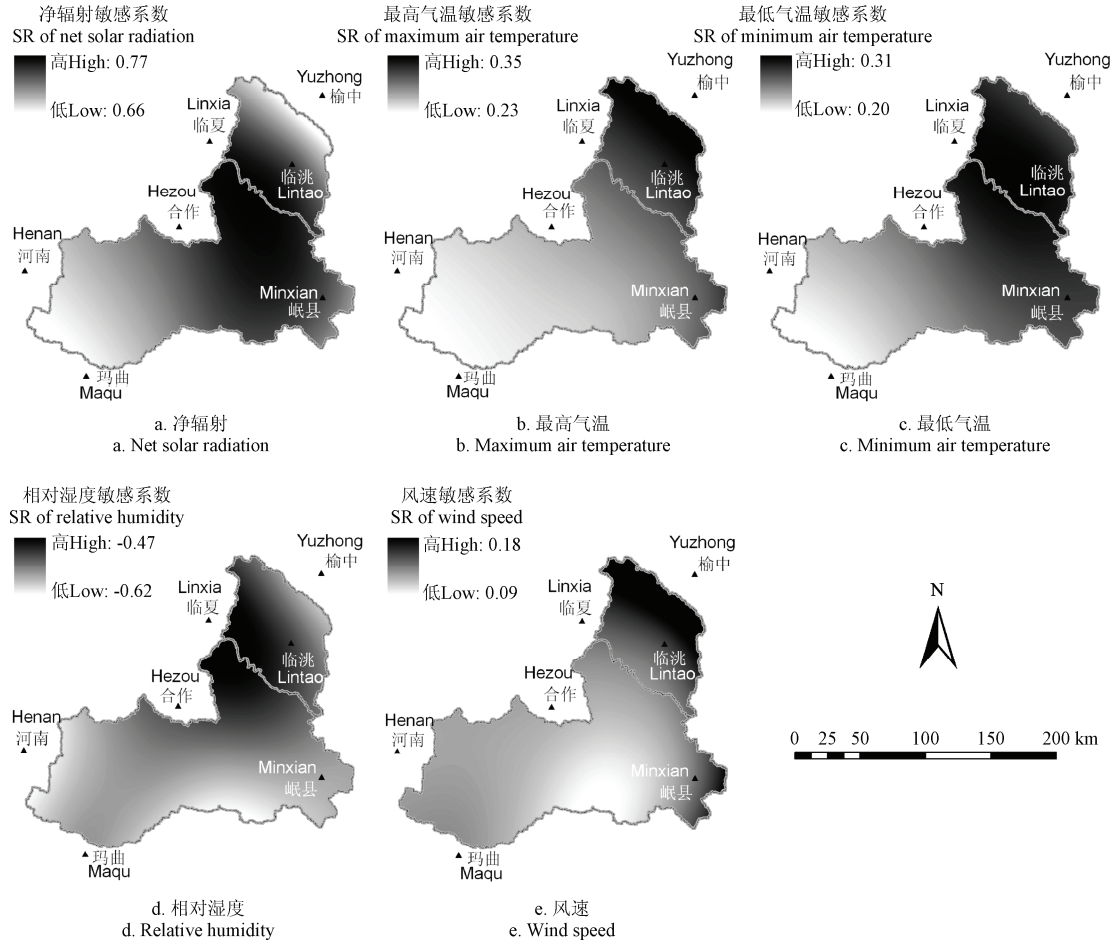 净辐射敏感系数
SR of net solar radiation
高High: 0.77
低Low: 0.66
Yuzhong
榆中
Linxia
临夏
临洮
Lintao
Hezou
合作
Henan
河南
Minxian
岷县
玛曲
Maqu
a. 净辐射
a. Net solar radiation
最高气温敏感系数
SR of maximum air temperature
高High: 0.35
低Low: 0.23
Yuzhong
榆中
Linxia
临夏
临洮
Lintao
Hezou
合作
Henan
河南
Minxian
岷县
玛曲
Maqu
b. 最高气温
b. Maximum air temperature
最低气温敏感系数
SR of minimum air temperature
高High: 0.31
低Low: 0.20
Yuzhong
榆中
Linxia
临夏
临洮
Lintao
Hezou
合作
Henan
河南
Minxian
岷县
玛曲
Maqu
c. 最低气温
c. Minimum air temperature
相对湿度敏感系数
SR of relative humidity
高High: -0.47
低Low: -0.62
Yuzhong
榆中
Linxia
临夏
临洮
Lintao
Hezou
合作
Henan
河南
Minxian
岷县
玛曲
Maqu
d. 相对湿度
d. Relative humidity
风速敏感系数
SR of wind speed
高High: 0.18
低Low: 0.09
Yuzhong
榆中
Linxia
临夏
临洮
Lintao
Hezou
合作
Henan
河南
Minxian
岷县
玛曲
Maqu
e. 风速
e. Wind speed
N
0 25 50 100 150 200 km